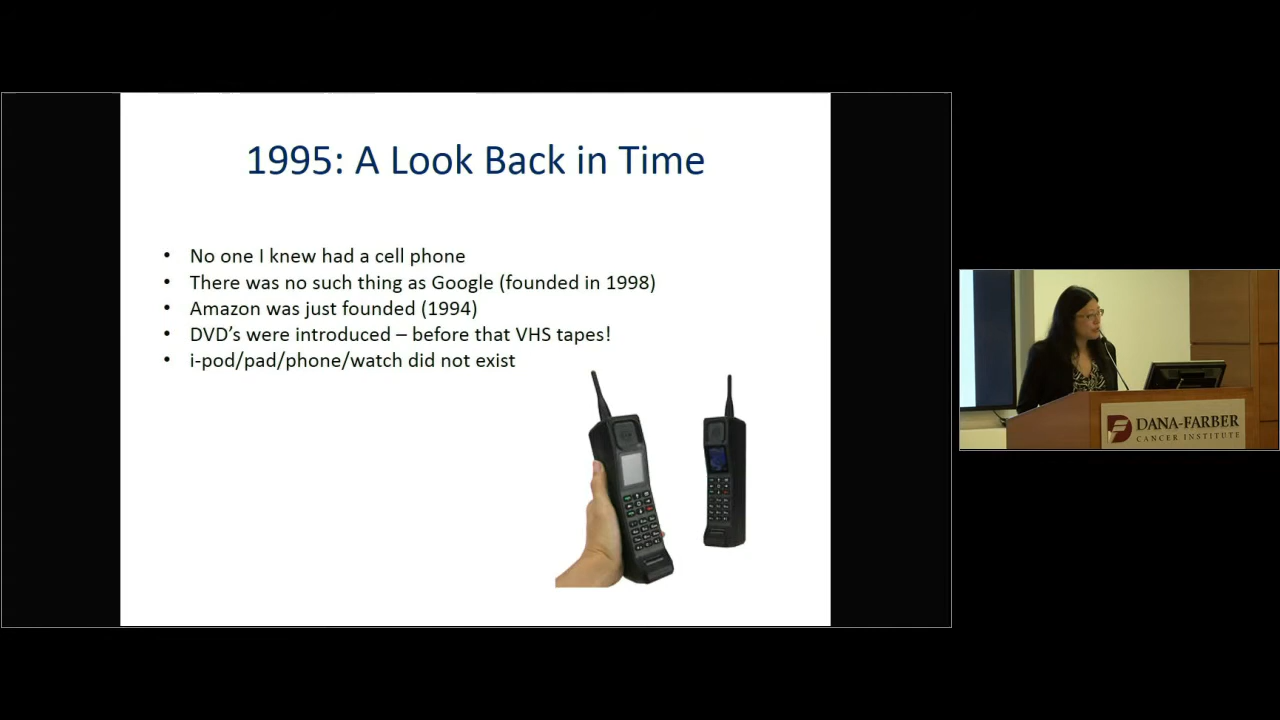 1995: A Look Back in Time
• No one I knew had a cell phone
• There was no such thing as Google (founded in 1998)
• Amazon was just founded (1994)
• DVD's were introduced – before that VHS tapes!
• i-pod/pad/phone/watch did not exist
DANA-FARBER
CANCER INSTITUTE